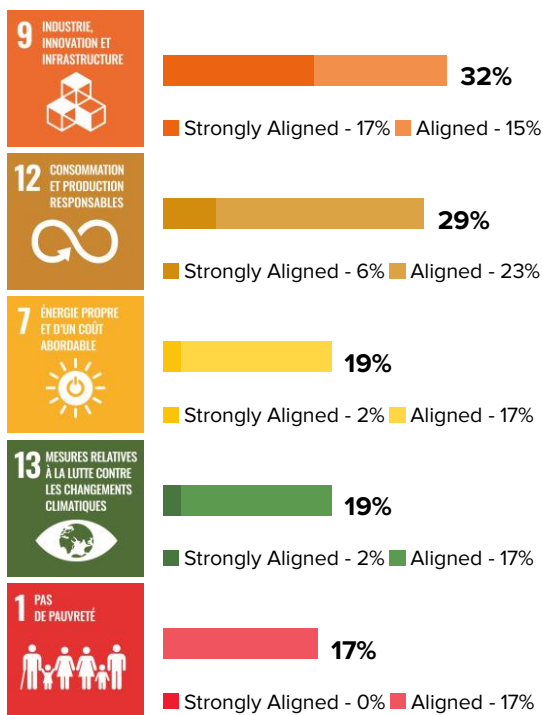 9 INDUSTRIE,
INNOVATION ET
INFRASTRUCTURE
32%
Strongly Aligned - 17% Aligned - 15%
12 CONSOMMATION
ET PRODUCTION
RESPONSABLES
29%
Strongly Aligned - 6% Aligned - 23%
7 ÉNERGIE PROPRE
ET D'UN COÛT
ABORDABLE
19%
Strongly Aligned - 2% Aligned - 17%
13 MESURES RELATIVES
À LA LUTTE CONTRE
LES CHANGEMENTS
CLIMATIQUES
19%
Strongly Aligned - 2% Aligned - 17%
1 PAS
DE PAUVRETÉ
17%
Strongly Aligned - 0% Aligned - 17%